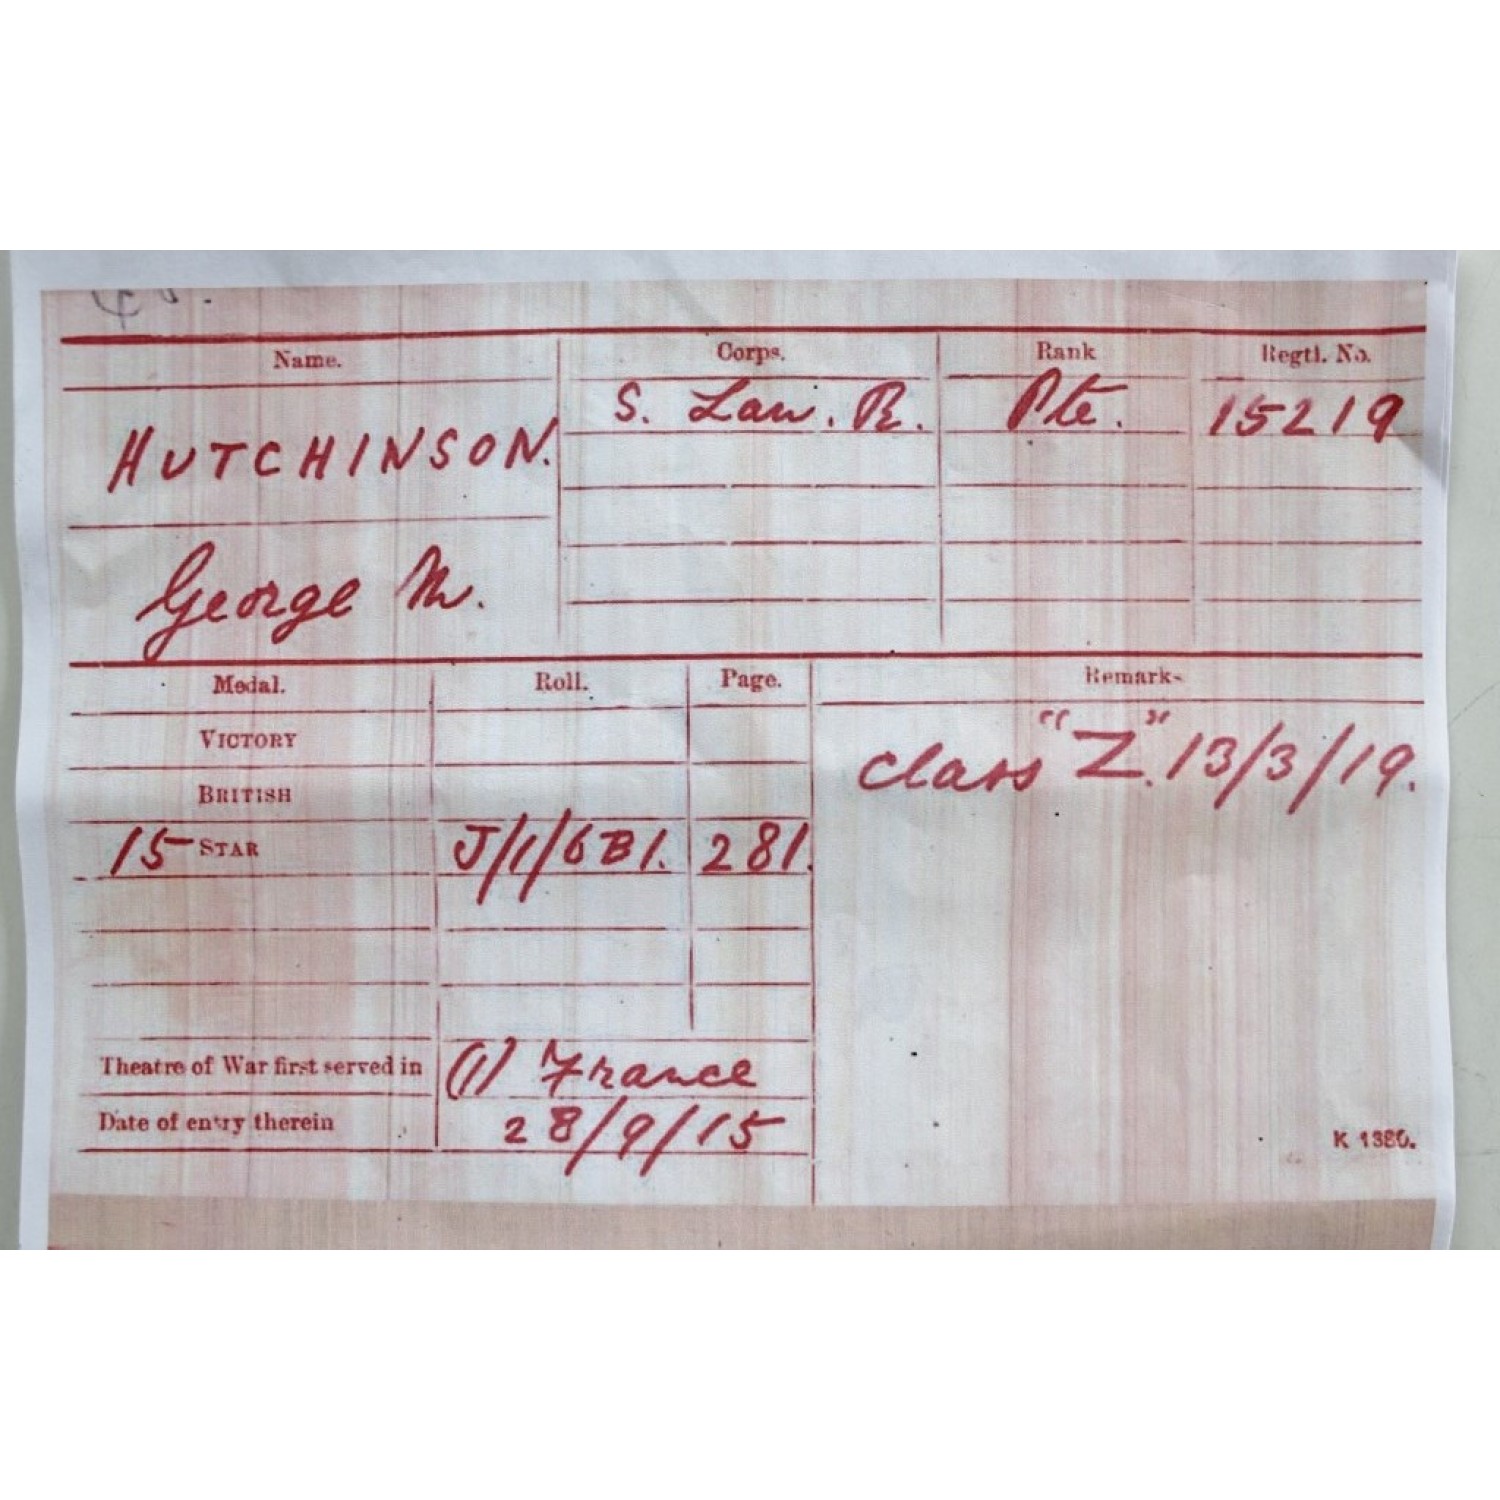 Name. Corps. Rank Regtl. No.
HUTCHINSON. S. Lan. R. Pte. 15219
George M.
Medal. Roll. Page. Remarks
VICTORY
BRITISH
class "Z". 13/3/19.
15 STAR J/1/6B1. 281.
Theatre of War first served in (1) France
Date of entry therein 28/9/15
K 1380.